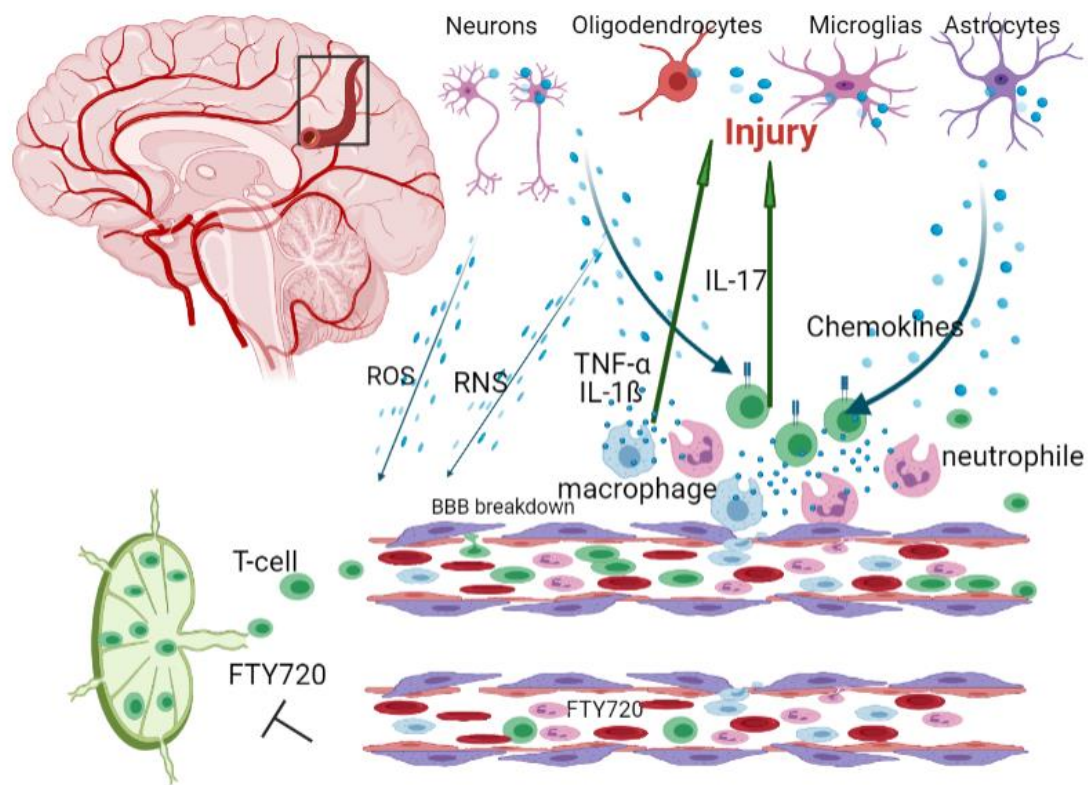 Neurons
Oligodendrocytes
Microglias
Astrocytes
Injury
IL-17
Chemokines
ROS
RNS
TNF-α
IL-1ß
macrophage
neutrophile
BBB breakdown
T-cell
FTY720
FTY720